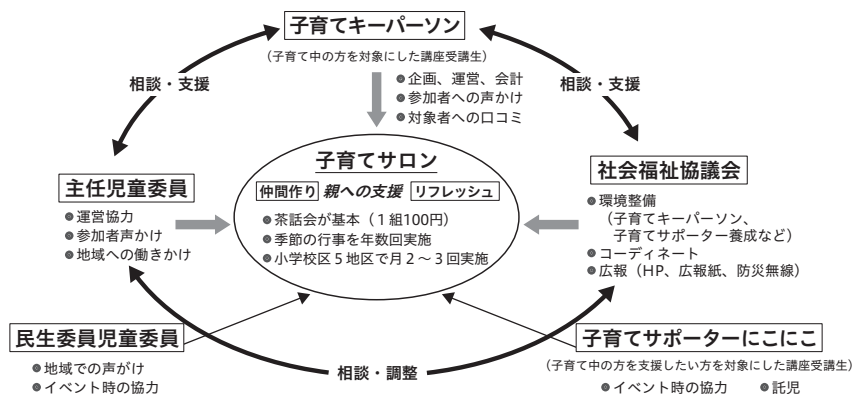 子育てキーパーソン
（子育て中の方を対象にした講座受講生）
相談・支援
●企画、運営、会計
●参加者への声かけ
●対象者への口コミ
相談・支援
子育てサロン
仲間作り 親への支援 リフレッシュ
●茶話会が基本（１組100円）
●季節の行事を年数回実施
●小学校区５地区で月２～３回実施
主任児童委員
●運営協力
●参加者声かけ
●地域への働きかけ
社会福祉協議会
●環境整備
（子育てキーパーソン、
子育てサポーター養成など）
●コーディネート
●広報（HP、広報紙、防災無線）
民生委員児童委員
●地域での声がけ
●イベント時の協力
相談・調整
子育てサポーターにこにこ
（子育て中の方を支援したい方を対象にした講座受講生）
●イベント時の協力 ●託児